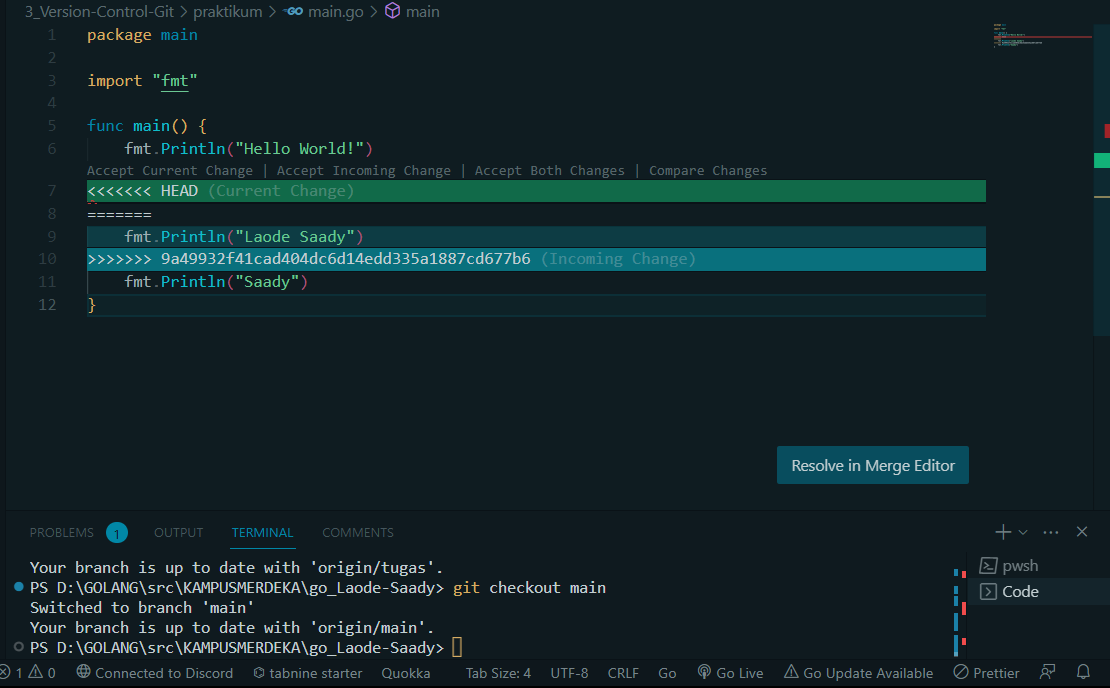 3_Version-Control-Git > praktikum > main.go > main
1 package main
2
3 import "fmt"
4
5 func main() {
6 fmt.Println("Hello World!")
Accept Current Change | Accept Incoming Change | Accept Both Changes | Compare Changes
7 <<<<<<< HEAD (Current Change)
8 =======
9 fmt.Println("Laode Saady")
10 >>>>>>> 9a49932f41cad404dc6d14edd335a1887cd677b6 (Incoming Change)
11 fmt.Println("Saady")
12 }
Resolve in Merge Editor
PROBLEMS 1 OUTPUT TERMINAL COMMENTS
Your branch is up to date with 'origin/tugas'.
PS D:\GOLANG\src\KAMPUSMERDEKA\go_Laode-Saady> git checkout main
Switched to branch 'main'
Your branch is up to date with 'origin/main'.
PS D:\GOLANG\src\KAMPUSMERDEKA\go_Laode-Saady>
pwsh
Code
1 0 Connected to Discord tabnine starter Quokka Tab Size: 4 UTF-8 CRLF Go Go Live Go Update Available Prettier